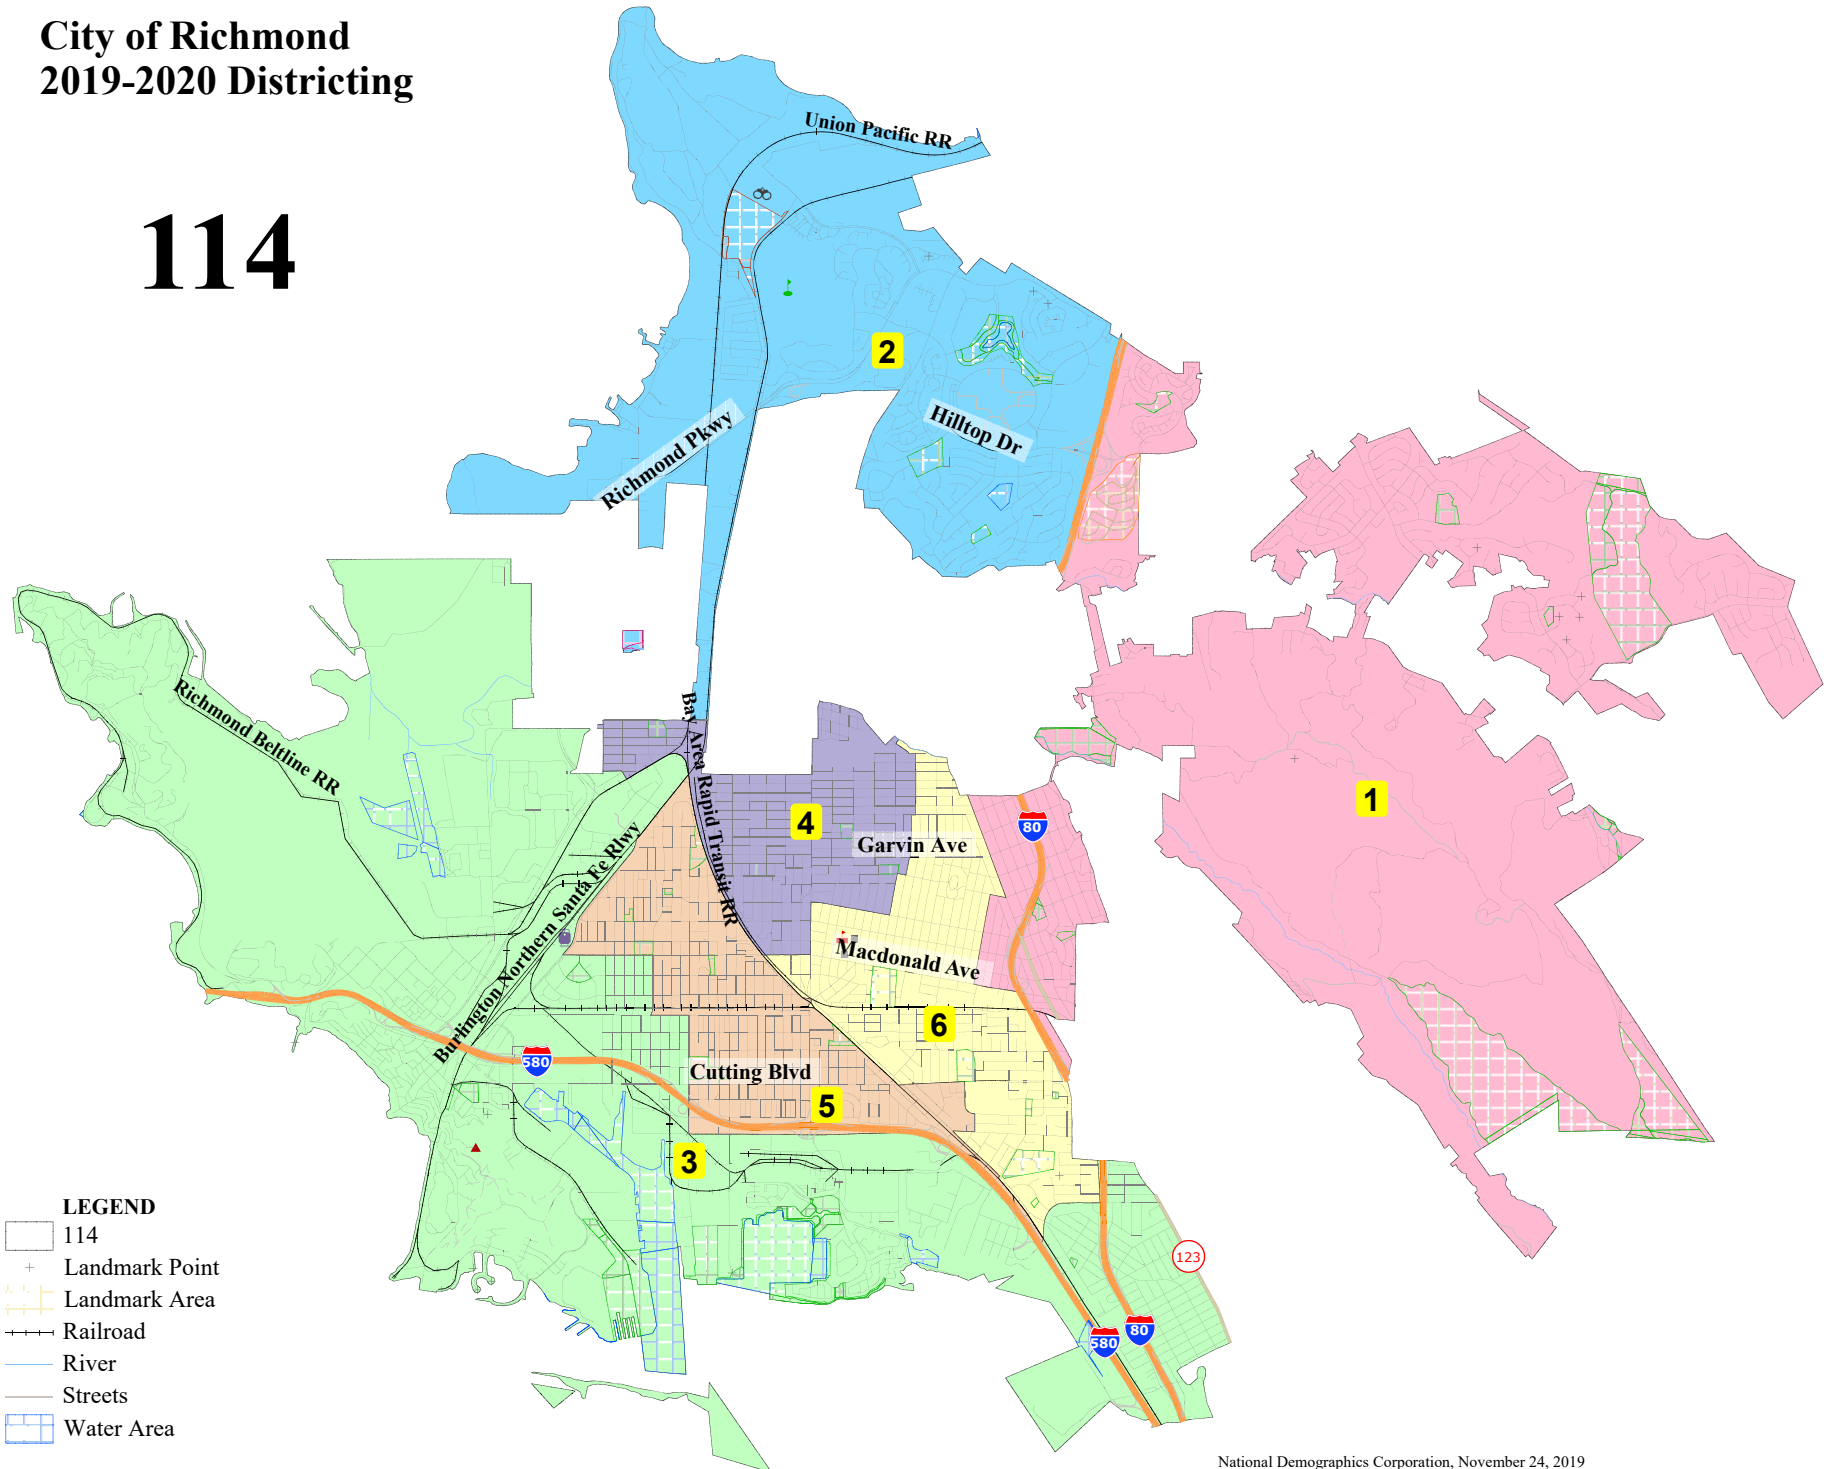 City of Richmond
2019-2020 Districting
114
Union Pacific RR
2
Hilltop Dr
Richmond Pkwy
Richmond Beltline RR
Bay Area Rapid Transit RR
1
4
80
Garvin Ave
Burlington Northern Santa Fe Rlwy
Macdonald Ave
6
580
Cutting Blvd
5
3
123
80
580
LEGEND
114
Landmark Point
Landmark Area
Railroad
River
Streets
Water Area
National Demographics Corporation, November 24, 2019